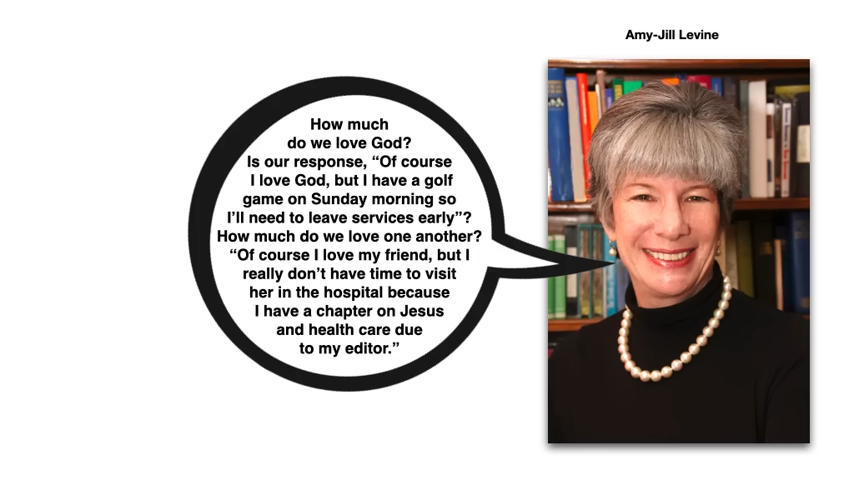 Amy-Jill Levine
How much
do we love God?
Is our response, “Of course
I love God, but I have a golf
game on Sunday morning so
I’ll need to leave services early”?
How much do we love one another?
“Of course I love my friend, but I
really don’t have time to visit
her in the hospital because
I have a chapter on Jesus
and health care due
to my editor.”